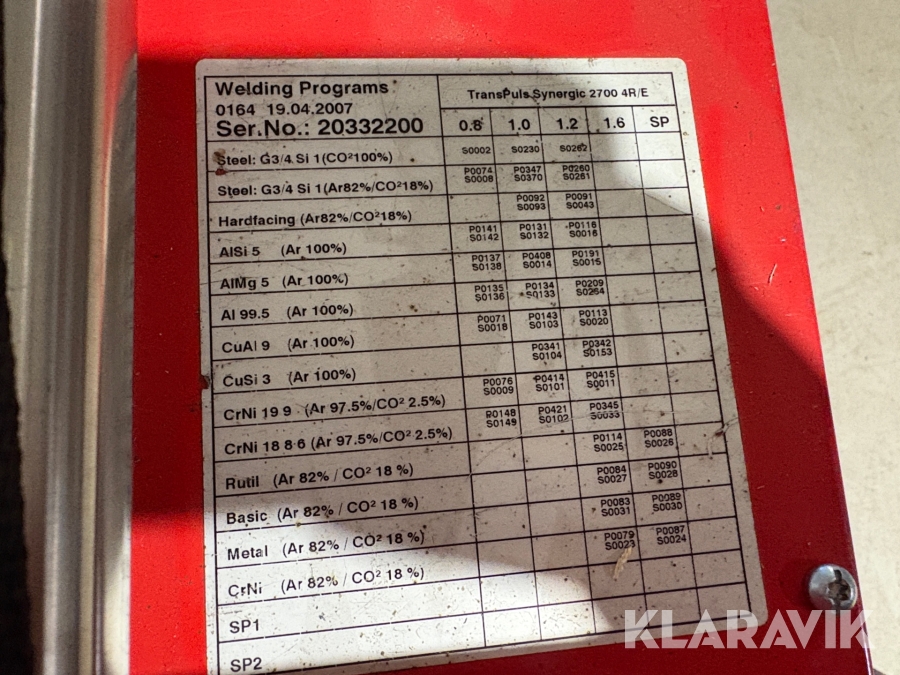 Welding Programs
0164 19.04.2007
Ser.No.: 20332200
TransPuls Synergic 2700 4R/E
0.8 1.0 1.2 1.6 SP
Steel: G3/4 Si 1(CO²100%) S0002 S0230 S0262
Steel: G3/4 Si 1(Ar82%/CO²18%) P0074 P0347 P0260
S0008 S0370 S0261
Hardfacing (Ar82%/CO²18%) P0092 P0091
S0093 S0043
AlSi 5 (Ar 100%) P0141 P0131 P0116
S0142 S0132 S0016
AlMg 5 (Ar 100%) P0137 P0408 P0191
S0138 S0014 S0015
Al 99.5 (Ar 100%) P0135 P0134 P0209
S0136 S0133 S0264
CuAl 9 (Ar 100%) P0071 P0143 P0113
S0018 S0103 S0020
CuSi 3 (Ar 100%) P0341 P0342
S0104 S0153
CrNi 19 9 (Ar 97.5%/CO² 2.5%) P0076 P0414 P0415
S0009 S0101 S0011
CrNi 18 8 6 (Ar 97.5%/CO² 2.5%) P0148 P0421 P0345
S0149 S0102 S0033
Rutil (Ar 82% / CO² 18 %) P0114 P0088
S0025 S0026
Basic (Ar 82% / CO² 18 %) P0084 P0090
S0027 S0028
Metal (Ar 82% / CO² 18 %) P0083 P0089
S0031 S0030
CrNi (Ar 82% / CO² 18 %) P0079 P0087
S0023 S0024
SP1
SP2
KLARAVIK